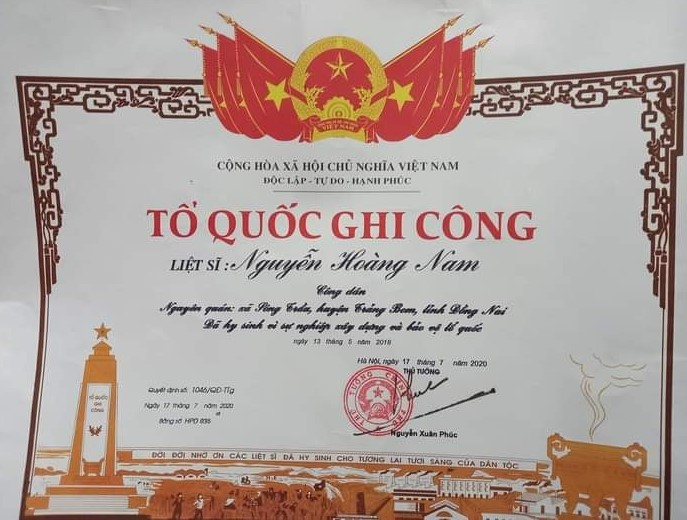 VIỆT NAM
CỘNG HÒA XÃ HỘI CHỦ NGHĨA VIỆT NAM
ĐỘC LẬP - TỰ DO - HẠNH PHÚC
TỔ QUỐC GHI CÔNG
LIỆT SĨ : Nguyễn Hoàng Nam
Công dân
Nguyên quán: xã Sông Trầu, huyện Trảng Bom, tỉnh Đồng Nai
Đã hy sinh vì sự nghiệp xây dựng và bảo vệ tổ quốc
ngày 13 tháng 5 năm 2018
Hà Nội, ngày 17 tháng 7 năm 2020
THỦ TƯỚNG
Quyết định số: 1046/QĐ-TTg
Ngày 17 tháng 7 năm 2020
Bằng số HPD 835
Nguyễn Xuân Phúc
TỔ QUỐC
GHI
CÔNG
ĐỜI ĐỜI NHỚ ƠN CÁC LIỆT SĨ ĐÃ HY SINH CHO TƯƠNG LAI TƯƠI SÁNG CỦA DÂN TỘC